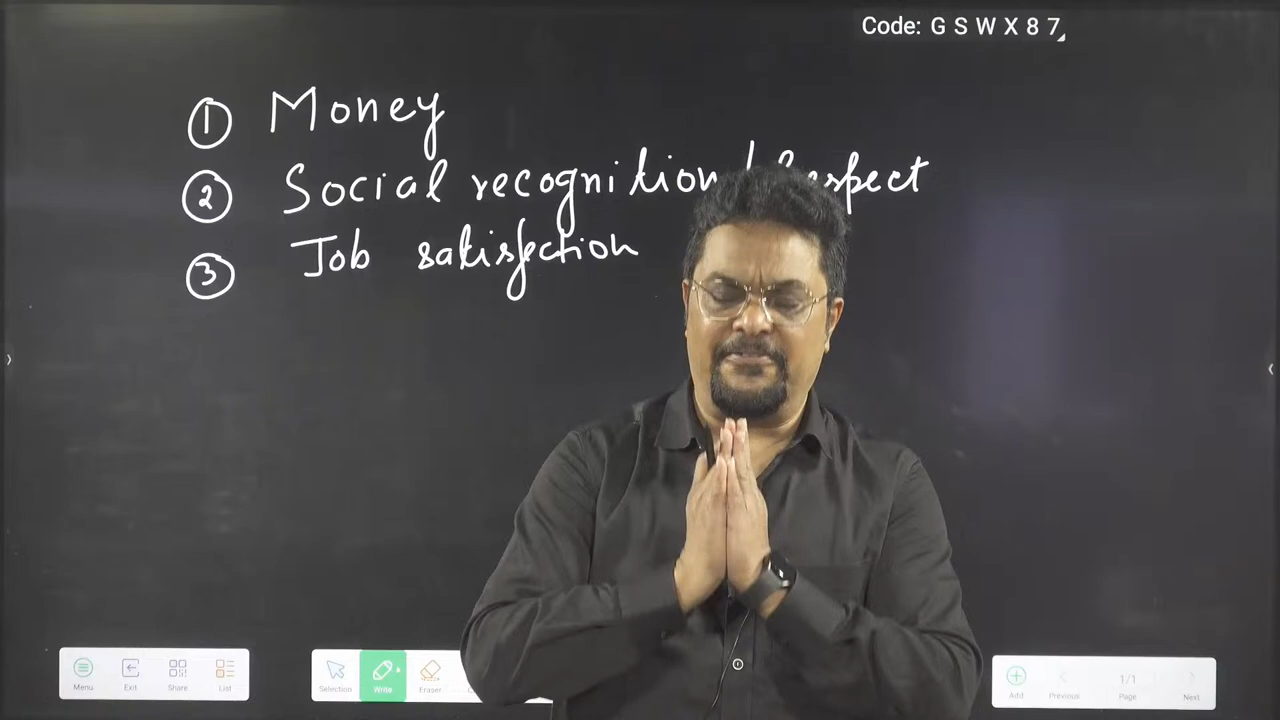 Code: G S W X 8 7
① Money
② Social recognition
③ Job satisfection
Menu Exit Share List Selection Write Eraser Add Previous 1/1 Page Next